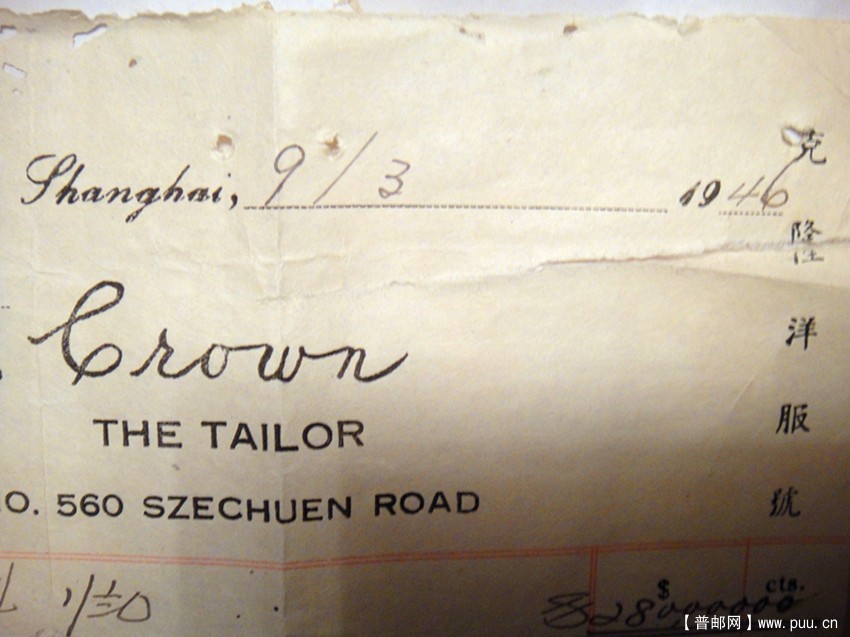 Shanghai, 9/3 1946
克隆洋服號
Crown
THE TAILOR
O. 560 SZECHUEN ROAD
$ cts.
【普邮网】www.puu.cn